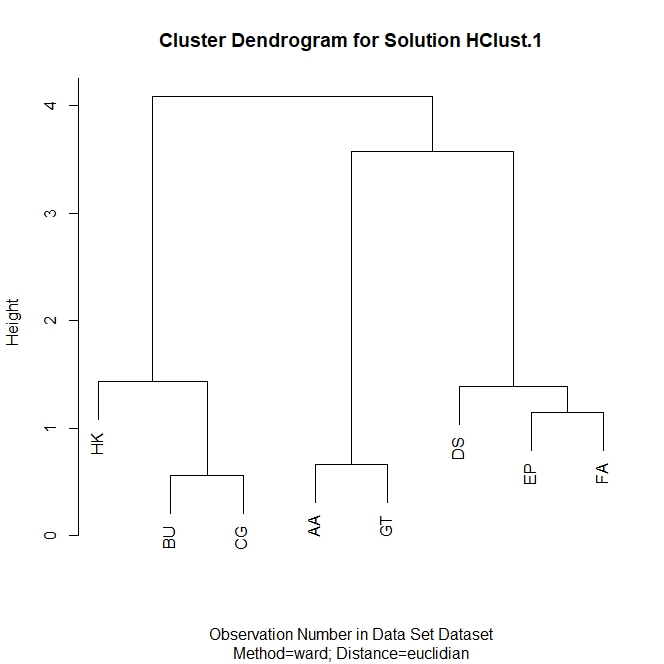 Cluster Dendrogram for Solution HClust.1
Height
4
3
2
1
0
HK
BU
CG
AA
GT
DS
EP
FA
Observation Number in Data Set Dataset
Method=ward; Distance=euclidian